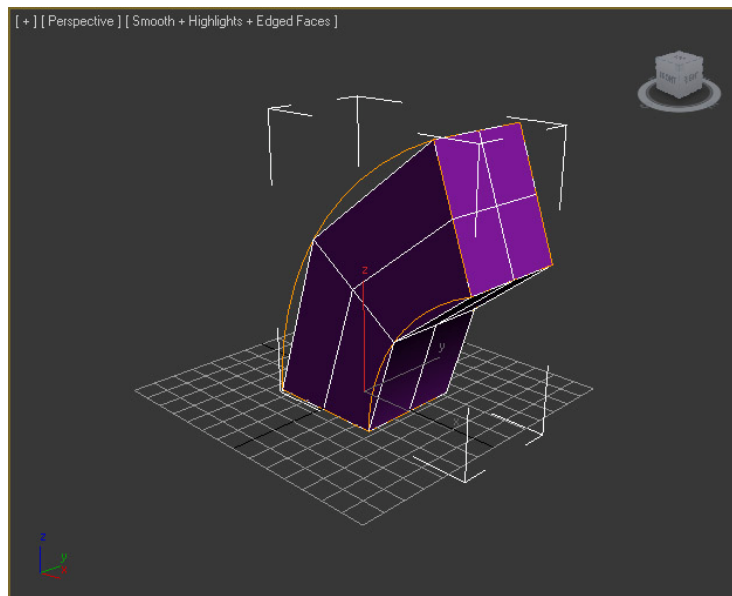 [ + ] [ Perspective ] [ Smooth + Highlights + Edged Faces ]
z
y
z
y